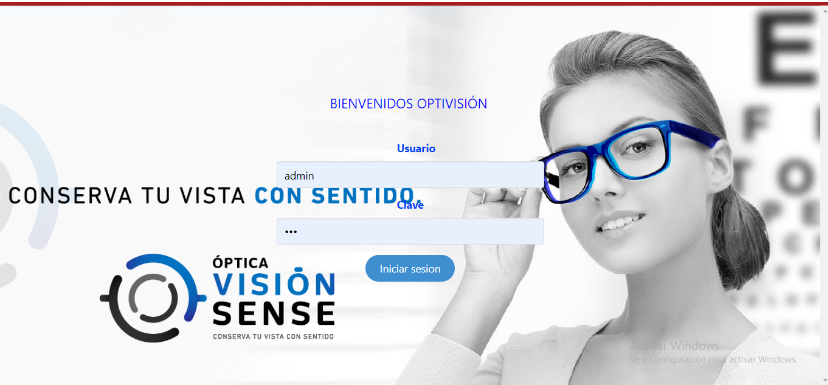 BIENVENIDOS OPTIVISIÓN
Usuario
admin
CONSERVA TU VISTA CON SENTIDO.
Clave
•••
Iniciar sesion
ÓPTICA
VISIÓN
SENSE
CONSERVA TU VISTA CON SENTIDO
E
F
T O
Activar Windows
Ve a Configuración para activar Windows.